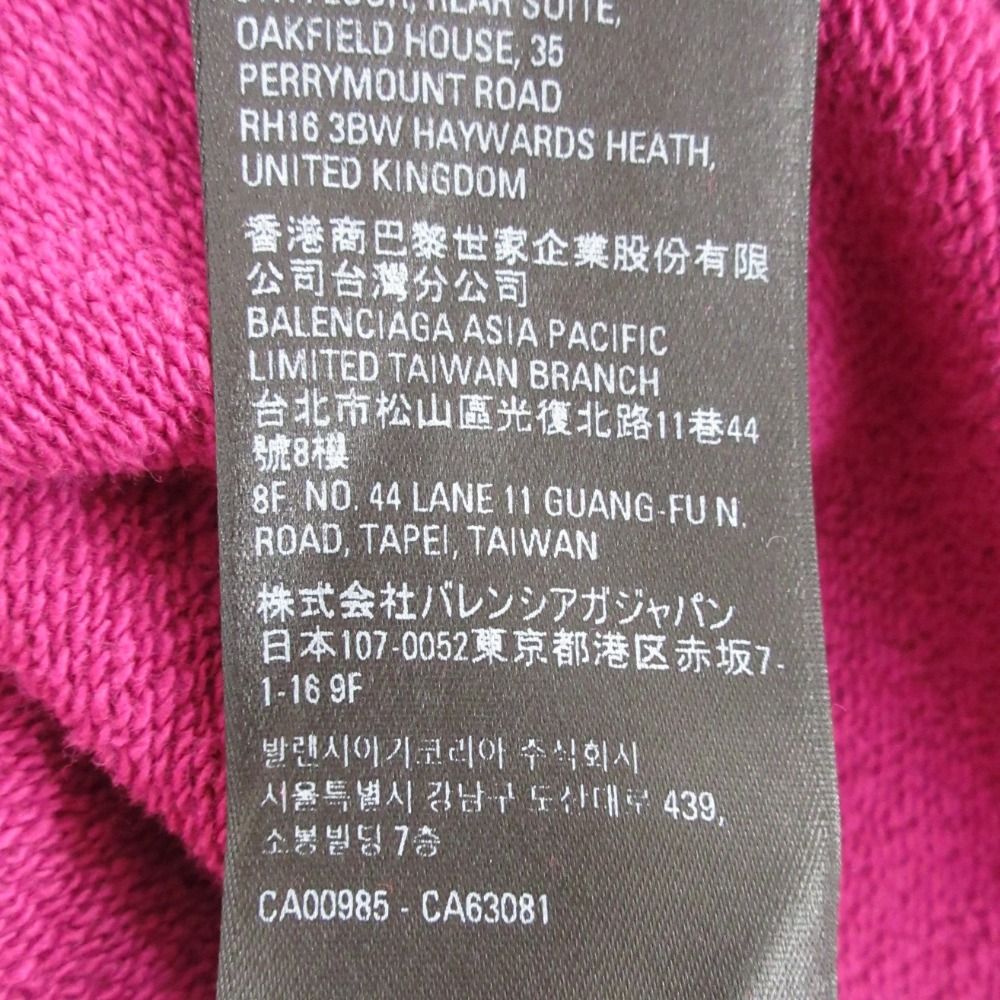 FLOOR, REAR SUITE,
OAKFIELD HOUSE, 35
PERRYMOUNT ROAD
RH16 3BW HAYWARDS HEATH,
UNITED KINGDOM
香港商巴黎世家企業股份有限
公司台灣分公司
BALENCIAGA ASIA PACIFIC
LIMITED TAIWAN BRANCH
台北市松山區光復北路11巷44
號8樓
8F. NO. 44 LANE 11 GUANG-FU N.
ROAD, TAPEI, TAIWAN
株式会社バレンシアガジャパン
日本107-0052東京都港区赤坂7-
1-16 9F
발렌시아가코리아 주식회사
서울특별시 강남구 도산대로 439,
소봉빌딩 7층
CA00985 - CA63081